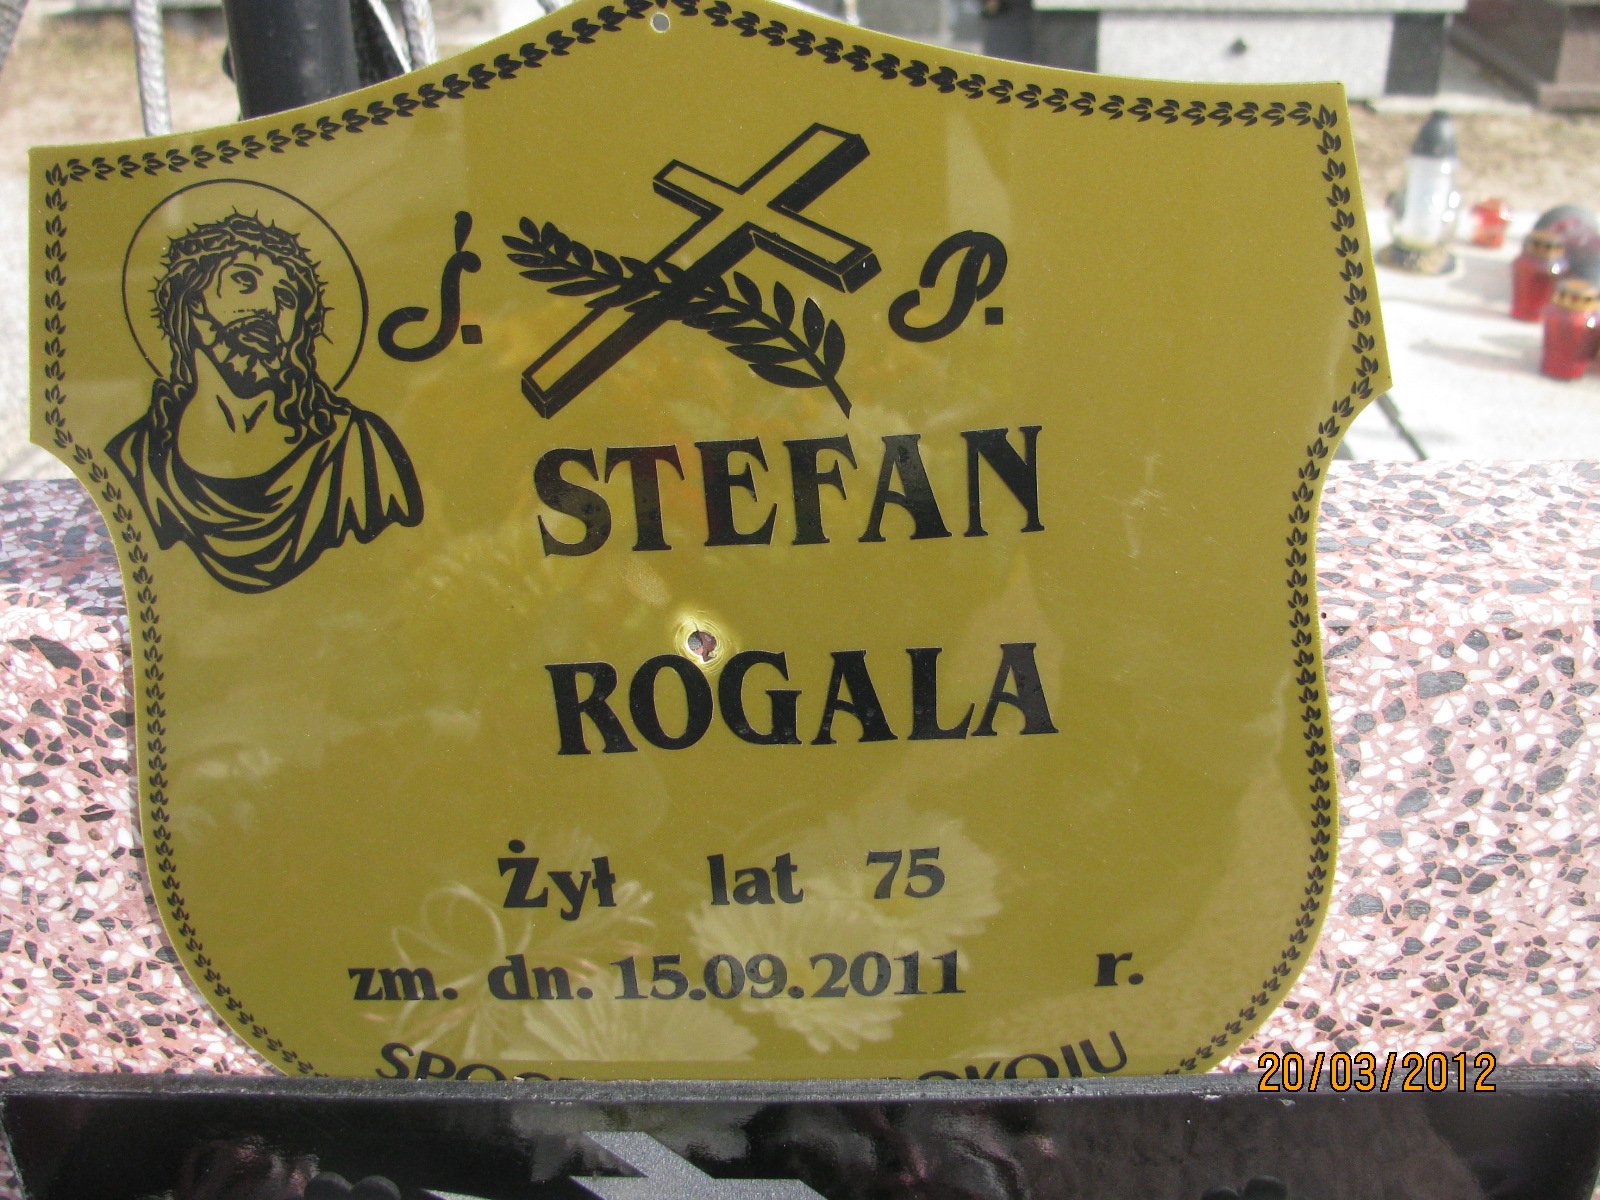 Ś. P.
STEFAN
ROGALA
Żył lat 75
zm. dn. 15.09.2011 r.
20/03/2012